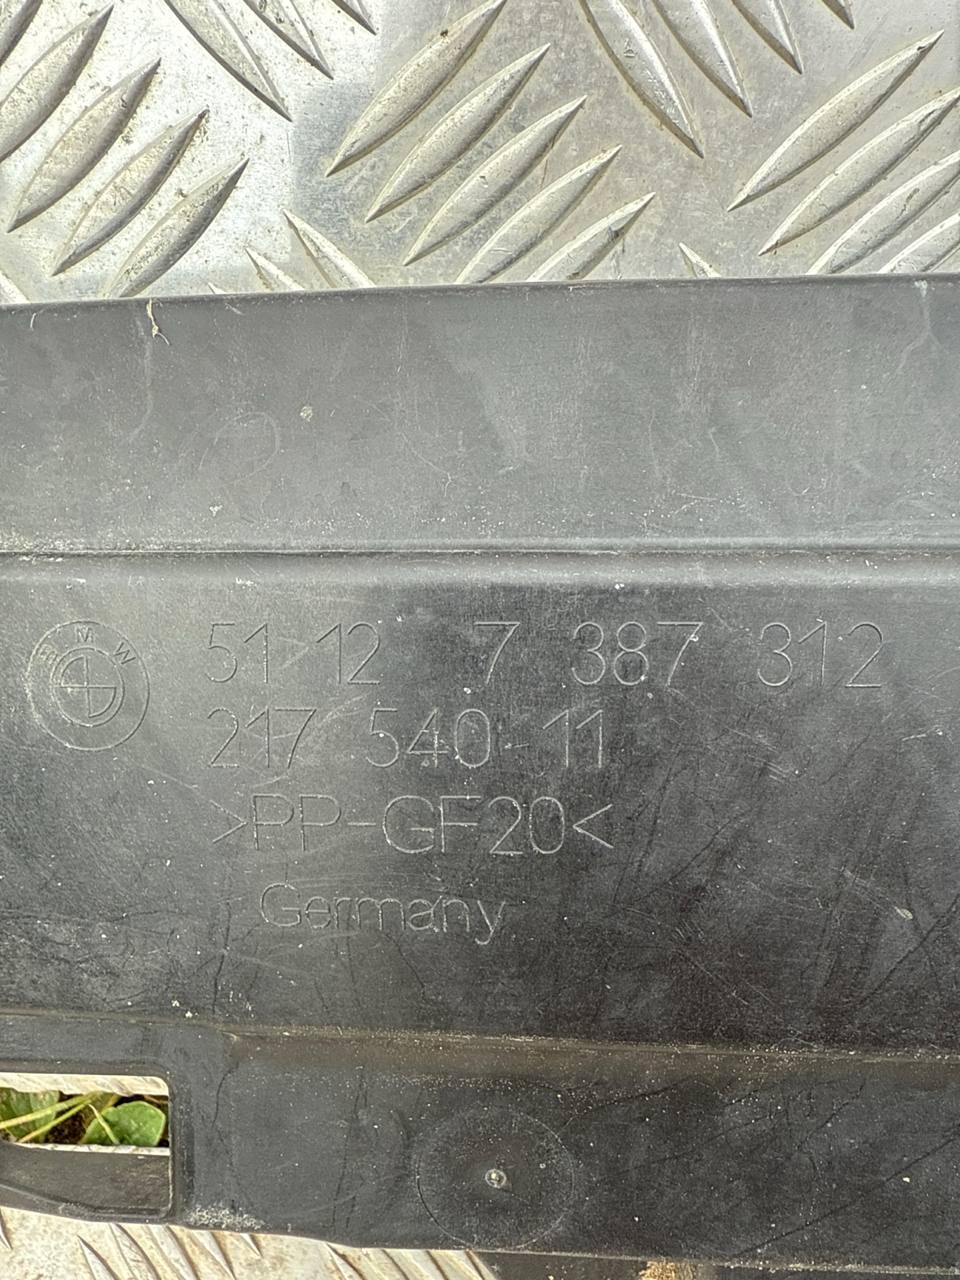 BMW
51 12 7 387 312
217 540-11
>PP-GF20<
Germany